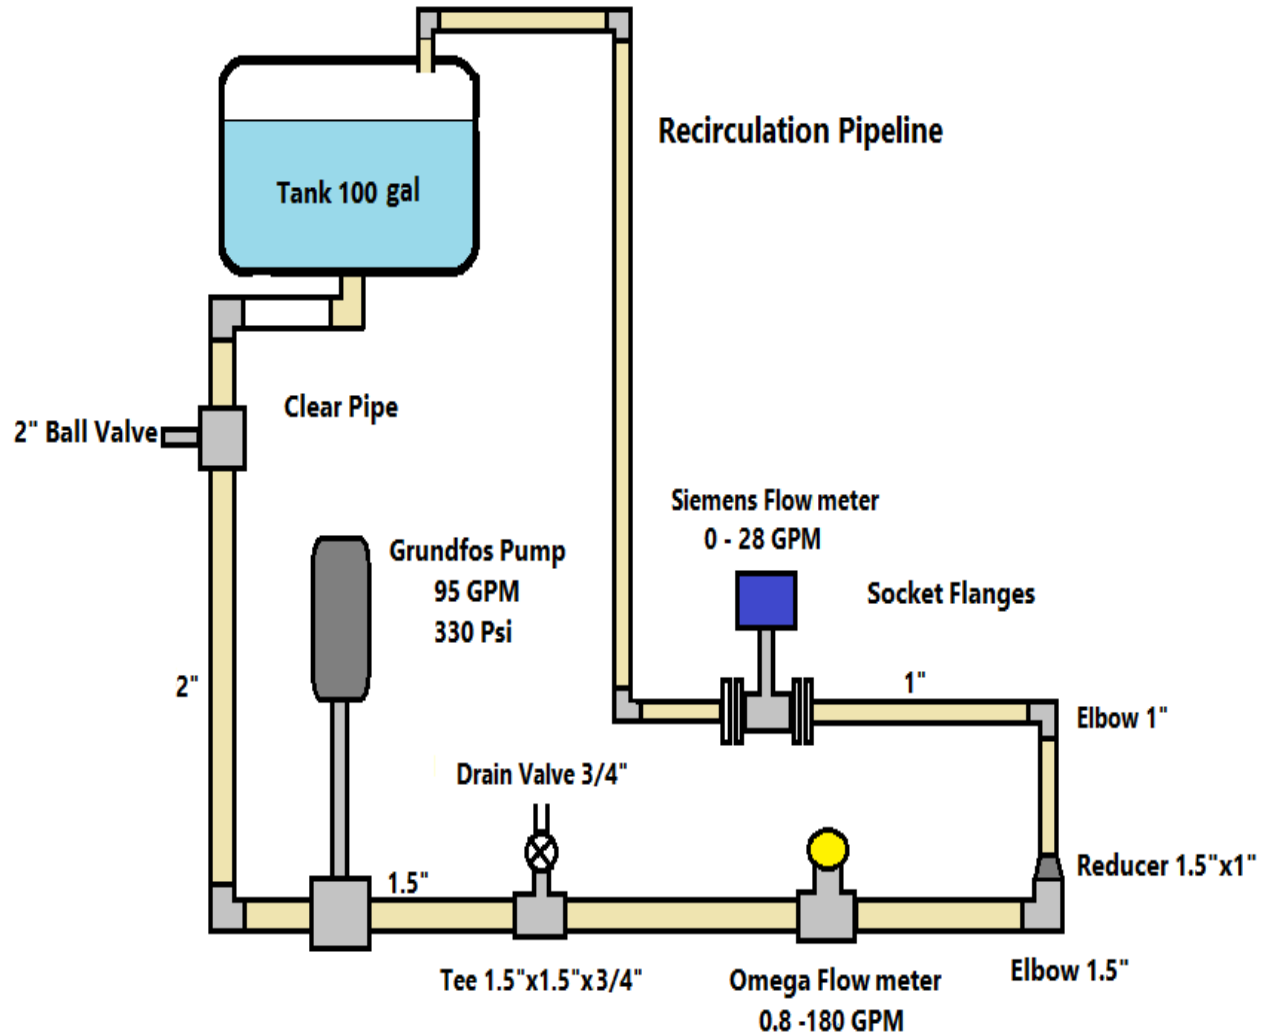 Recirculation Pipeline
Tank 100 gal
Clear Pipe
2" Ball Valve
Siemens Flow meter
0 - 28 GPM
Grundfos Pump
95 GPM
330 Psi
Socket Flanges
2"
1"
Elbow 1"
Drain Valve 3/4"
Reducer 1.5"x1"
1.5"
Elbow 1.5"
Tee 1.5"x1.5"x3/4"
Omega Flow meter
0.8 -180 GPM